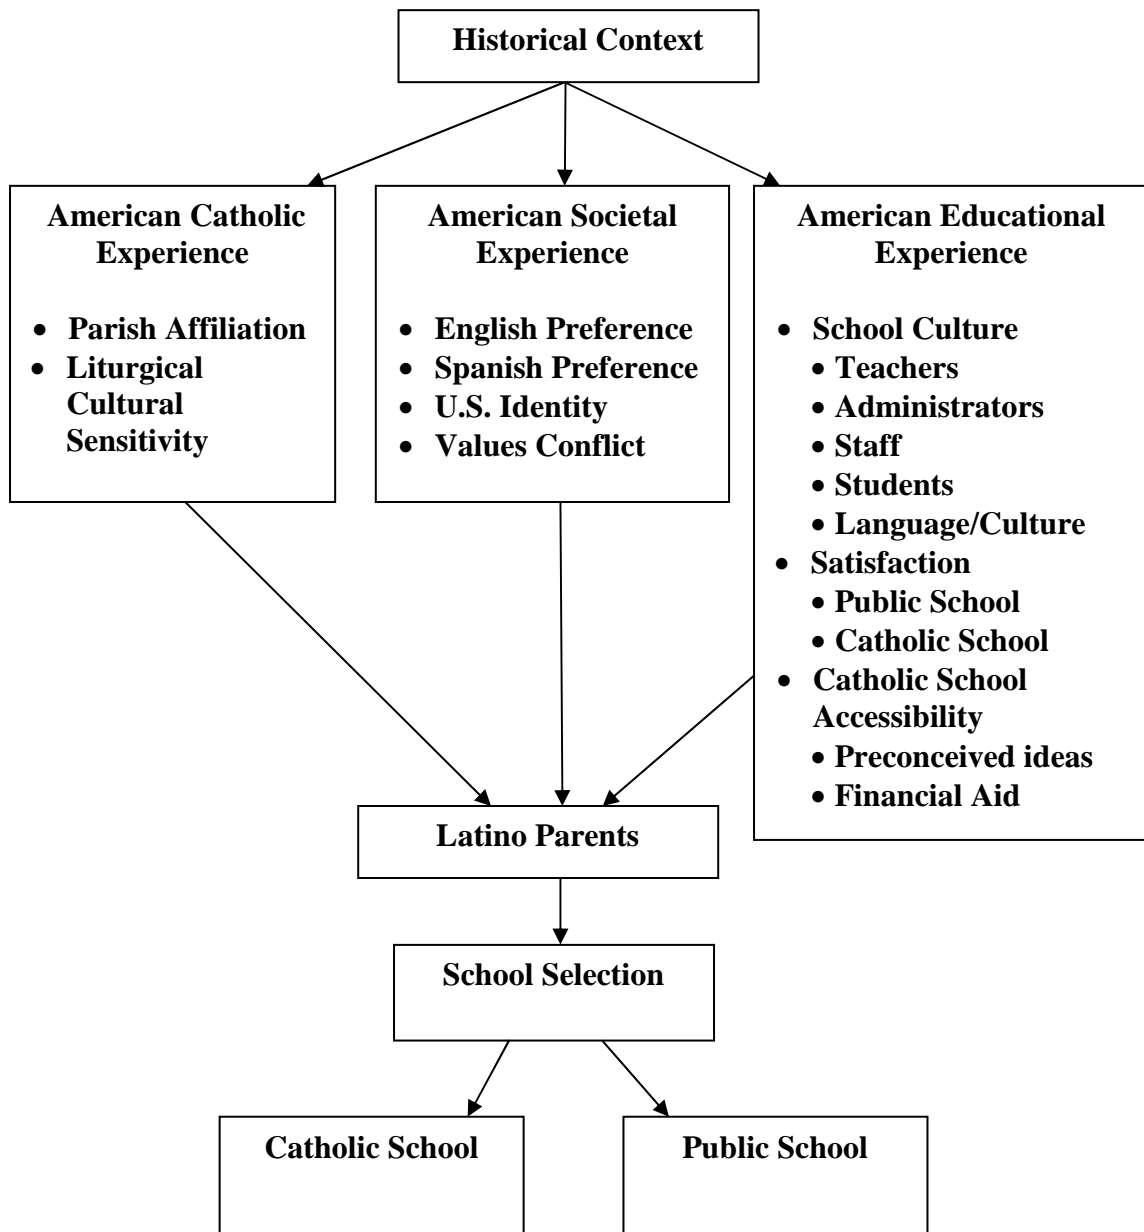 Historical Context
American Catholic
Experience
• Parish Affiliation
• Liturgical
Cultural
Sensitivity
American Societal
Experience
• English Preference
• Spanish Preference
• U.S. Identity
• Values Conflict
American Educational
Experience
• School Culture
• Teachers
• Administrators
• Staff
• Students
• Language/Culture
• Satisfaction
• Public School
• Catholic School
• Catholic School
Accessibility
• Preconceived ideas
• Financial Aid
Latino Parents
School Selection
Catholic School
Public School